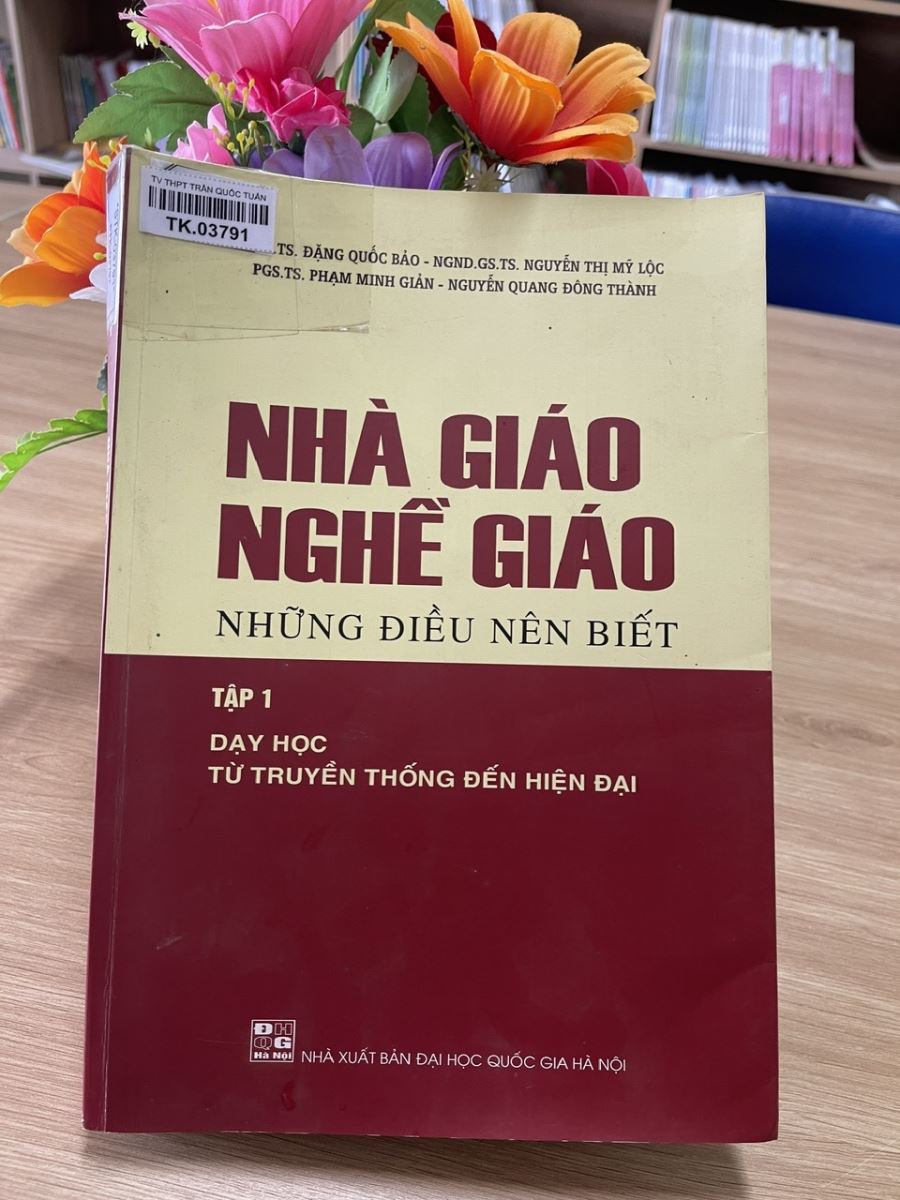 TV THPT TRẦN QUỐC TUẤN
TK.03791
.TS. ĐẶNG QUỐC BẢO - NGND.GS.TS. NGUYỄN THỊ MỸ LỘC
PGS.TS. PHẠM MINH GIẢN - NGUYỄN QUANG ĐÔNG THÀNH
NHÀ GIÁO
NGHỀ GIÁO
NHỮNG ĐIỀU NÊN BIẾT
TẬP 1
DẠY HỌC
TỪ TRUYỀN THỐNG ĐẾN HIỆN ĐẠI
ĐH
QG
Hà Nội
NHÀ XUẤT BẢN ĐẠI HỌC QUỐC GIA HÀ NỘI